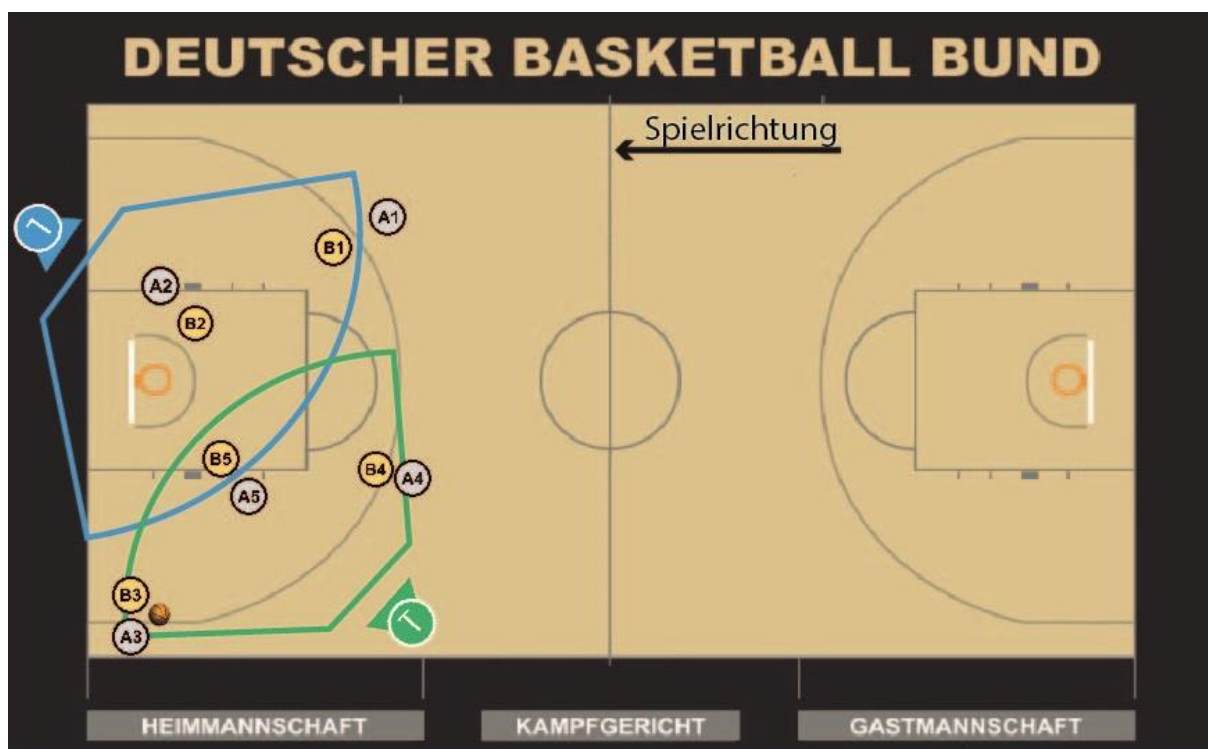 DEUTSCHER BASKETBALL BUND
Spielrichtung
A1
B1
A2
B2
B5
B4
A4
A5
B3
A3
L
T
HEIMMANNSCHAFT
KAMPFGERICHT
GASTMANNSCHAFT